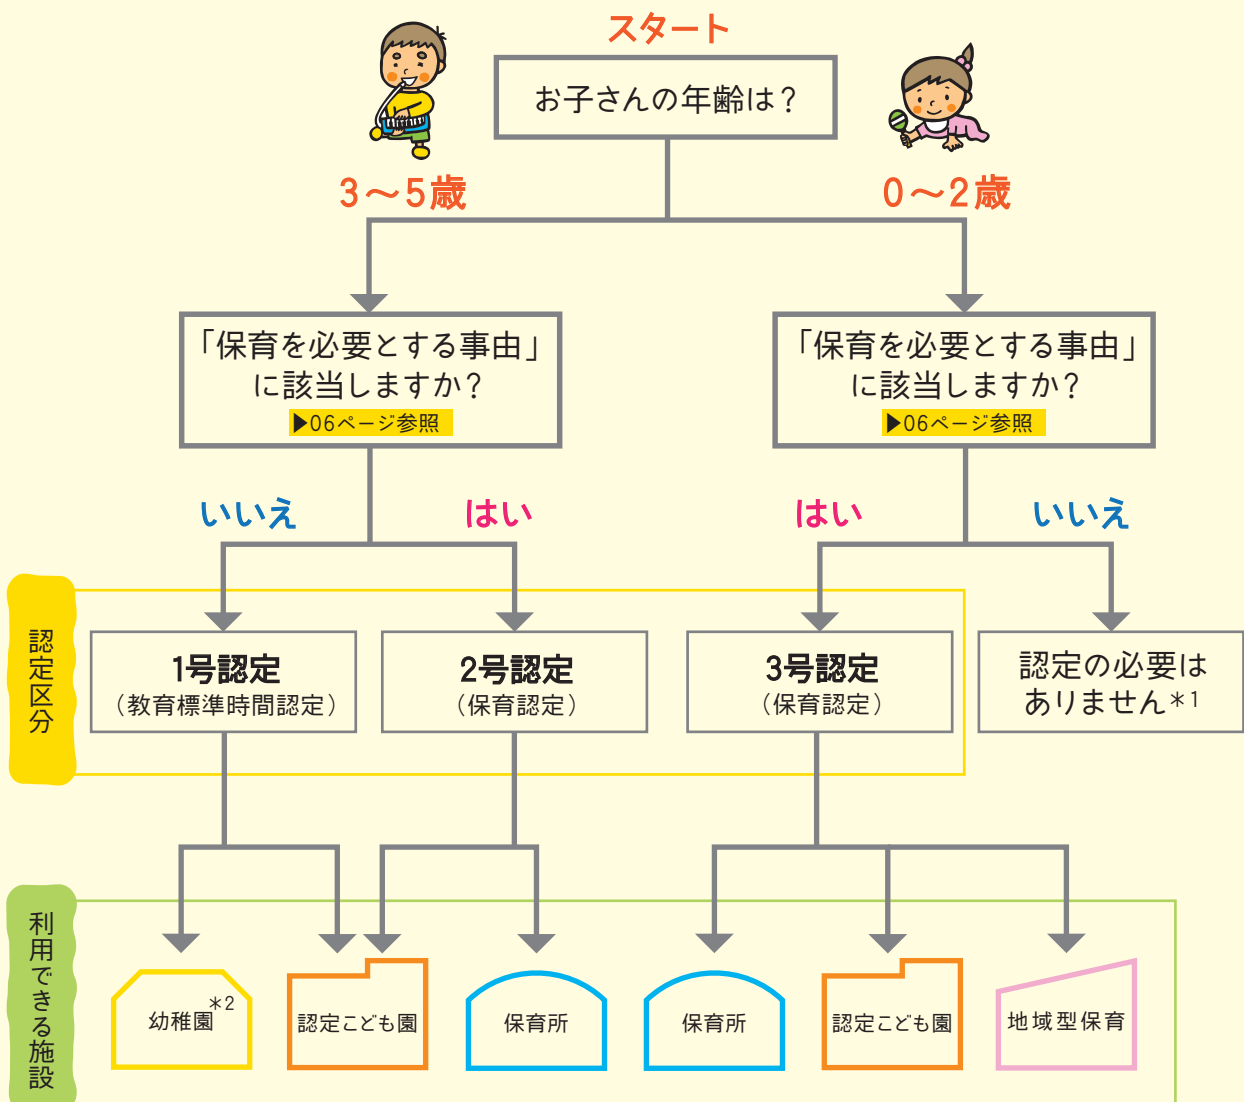 スタート
お子さんの年齢は？
3～5歳
0～2歳
「保育を必要とする事由」
に該当しますか？
▶06ページ参照
「保育を必要とする事由」
に該当しますか？
▶06ページ参照
いいえ
はい
はい
いいえ
認定区分
1号認定
（教育標準時間認定）
2号認定
（保育認定）
3号認定
（保育認定）
認定の必要は
ありません＊1
利用できる施設
幼稚園＊2
認定こども園
保育所
保育所
認定こども園
地域型保育